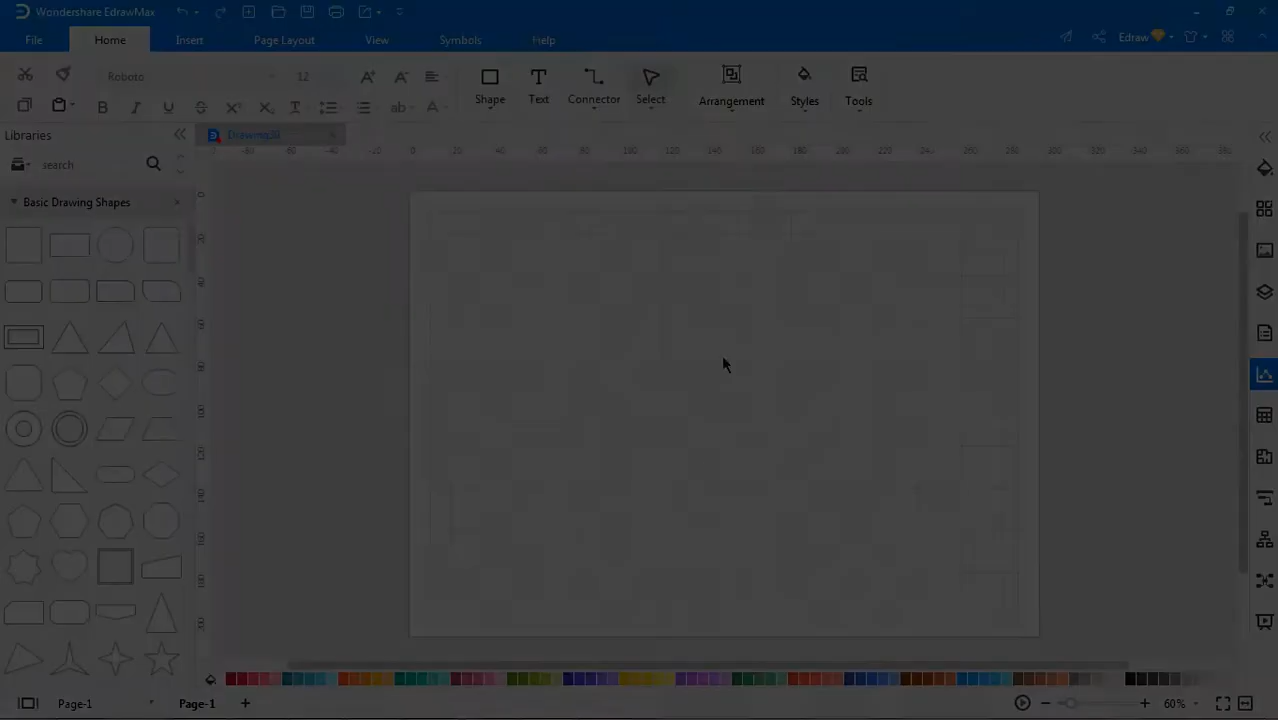 Wondershare EdrawMax
File Home Insert Page Layout View Symbols Help Edraw
Roboto 12
Shape Text Connector Select Arrangement Styles Tools
Libraries
Drawing29
search
Basic Drawing Shapes
Page-1 Page-1 60%